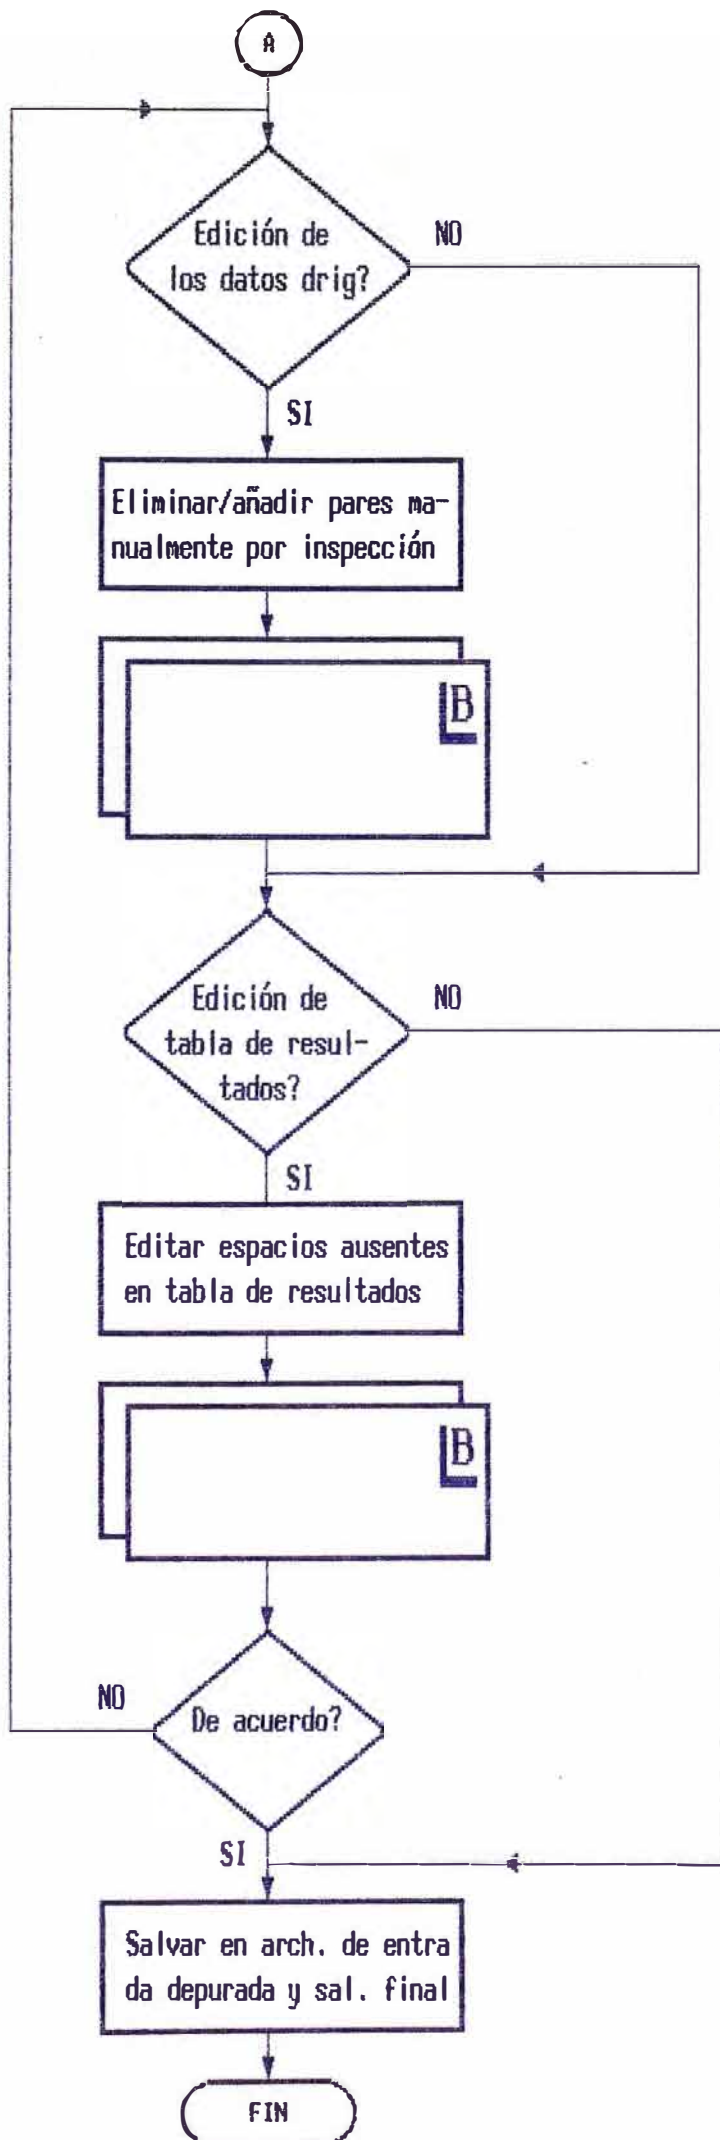 A
Edición de
los datos drig?
NO
SI
Eliminar/añadir pares ma-
nualmente por inspección
B
Edición de
tabla de resul-
tados?
NO
SI
Editar espacios ausentes
en tabla de resultados
B
NO
De acuerdo?
SI
Salvar en arch. de entra
da depurada y sal. final
FIN